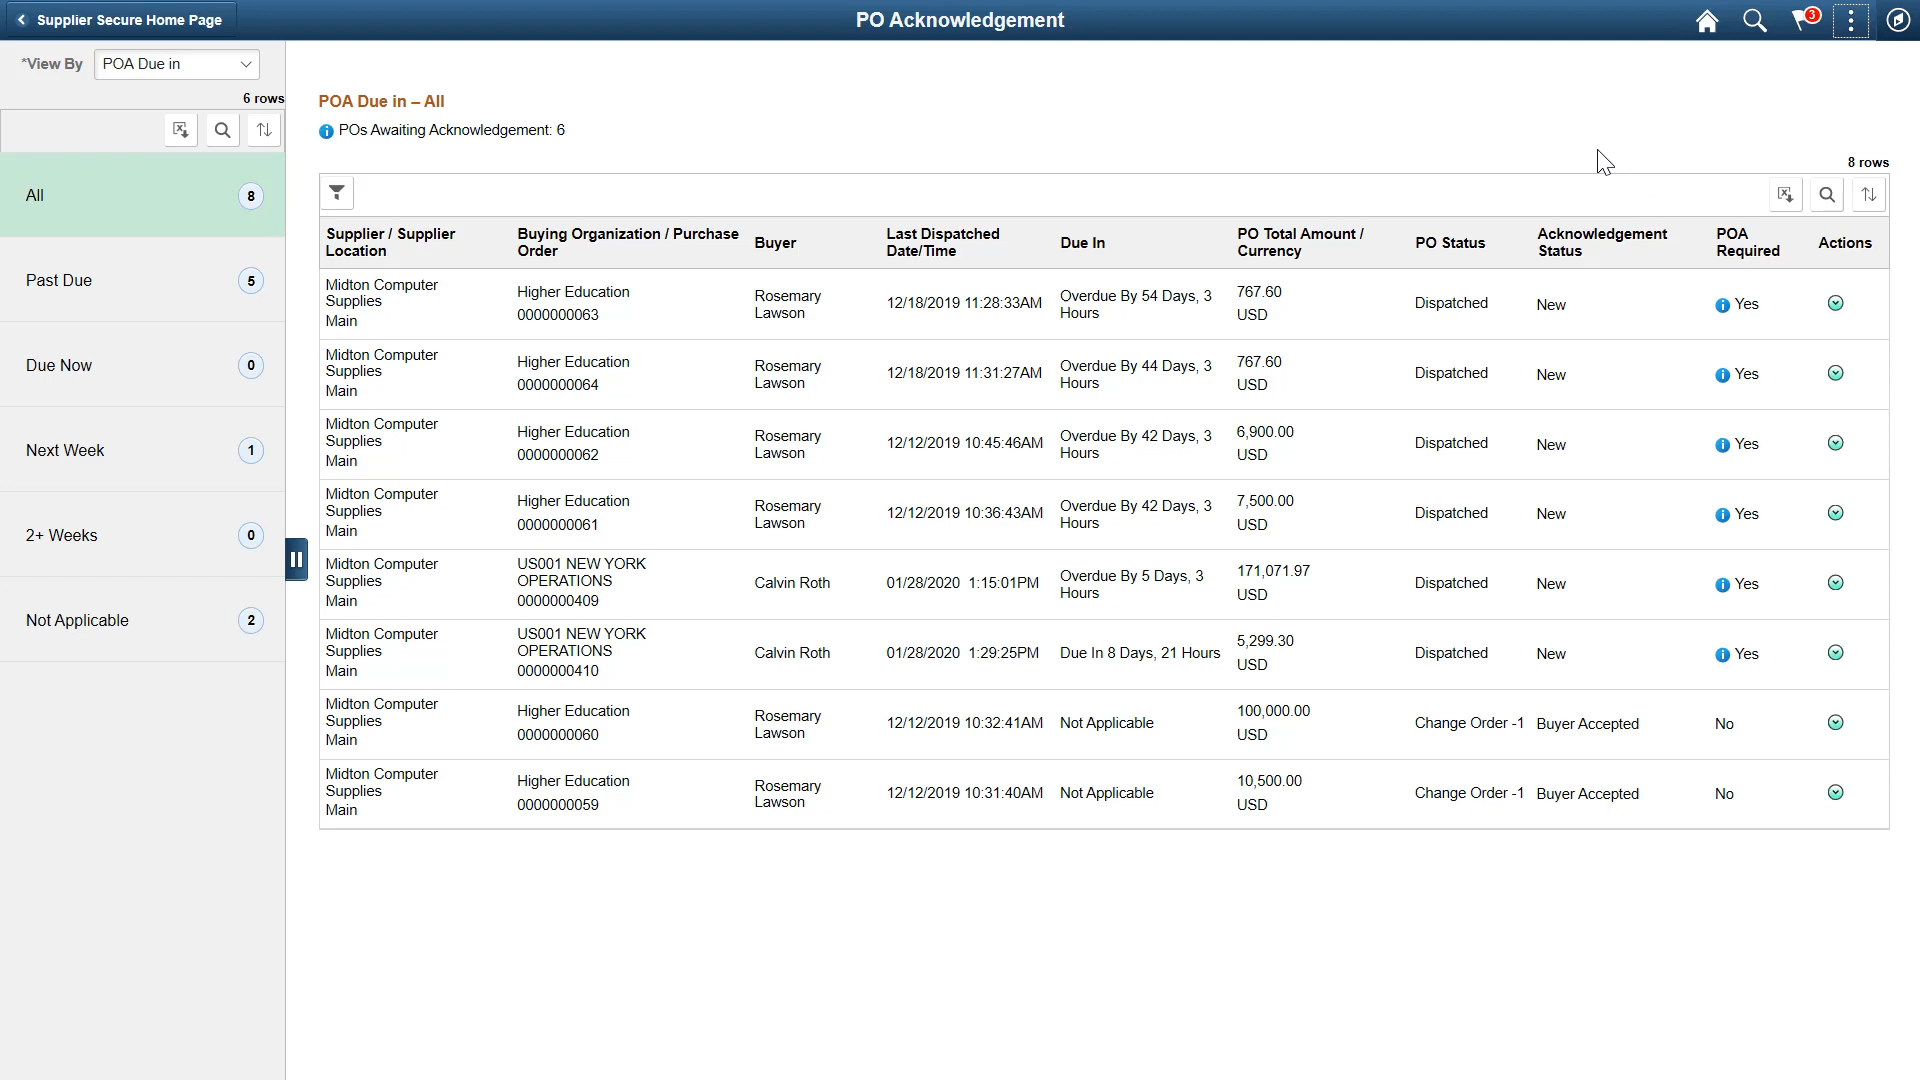 Supplier Secure Home Page
PO Acknowledgement
3
*View By
POA Due in
6 rows
All
8
Past Due
5
Due Now
0
Next Week
1
2+ Weeks
0
Not Applicable
2
POA Due in – All
POs Awaiting Acknowledgement: 6
8 rows
Supplier / Supplier
Location
Buying Organization / Purchase
Order
Buyer
Last Dispatched
Date/Time
Due In
PO Total Amount /
Currency
PO Status
Acknowledgement
Status
POA
Required
Actions
Midton Computer
Supplies
Main
Higher Education
0000000063
Rosemary
Lawson
12/18/2019 11:28:33AM
Overdue By 54 Days, 3
Hours
767.60
USD
Dispatched
New
Yes
Midton Computer
Supplies
Main
Higher Education
0000000064
Rosemary
Lawson
12/18/2019 11:31:27AM
Overdue By 44 Days, 3
Hours
767.60
USD
Dispatched
New
Yes
Midton Computer
Supplies
Main
Higher Education
0000000062
Rosemary
Lawson
12/12/2019 10:45:46AM
Overdue By 42 Days, 3
Hours
6,900.00
USD
Dispatched
New
Yes
Midton Computer
Supplies
Main
Higher Education
0000000061
Rosemary
Lawson
12/12/2019 10:36:43AM
Overdue By 42 Days, 3
Hours
7,500.00
USD
Dispatched
New
Yes
Midton Computer
Supplies
Main
US001 NEW YORK
OPERATIONS
0000000409
Calvin Roth
01/28/2020 1:15:01PM
Overdue By 5 Days, 3
Hours
171,071.97
USD
Dispatched
New
Yes
Midton Computer
Supplies
Main
US001 NEW YORK
OPERATIONS
0000000410
Calvin Roth
01/28/2020 1:29:25PM
Due In 8 Days, 21 Hours
5,299.30
USD
Dispatched
New
Yes
Midton Computer
Supplies
Main
Higher Education
0000000060
Rosemary
Lawson
12/12/2019 10:32:41AM
Not Applicable
100,000.00
USD
Change Order -1
Buyer Accepted
No
Midton Computer
Supplies
Main
Higher Education
0000000059
Rosemary
Lawson
12/12/2019 10:31:40AM
Not Applicable
10,500.00
USD
Change Order -1
Buyer Accepted
No